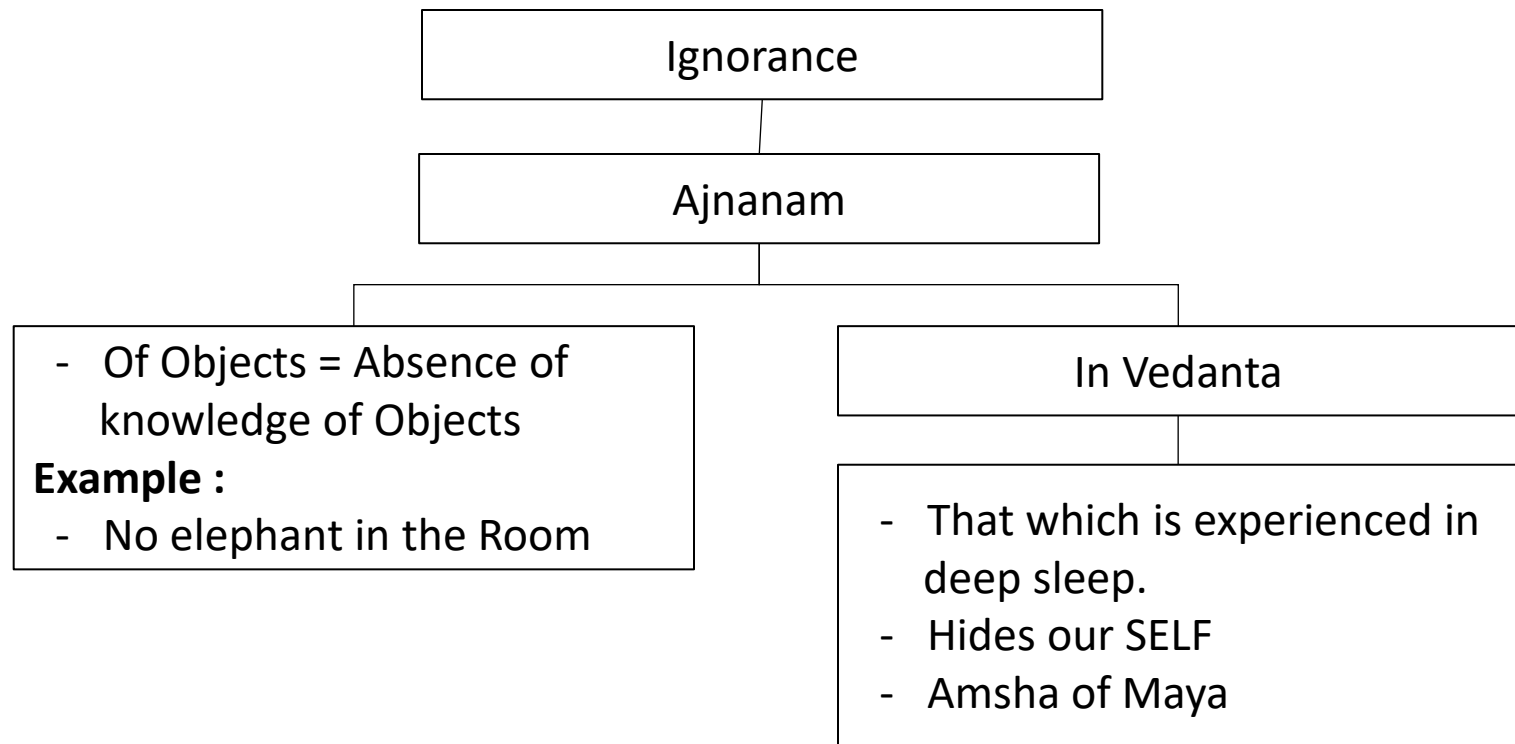 Ignorance
Ajnanam
- Of Objects = Absence of
knowledge of Objects
Example :
- No elephant in the Room
In Vedanta
- That which is experienced in
deep sleep.
- Hides our SELF
- Amsha of Maya